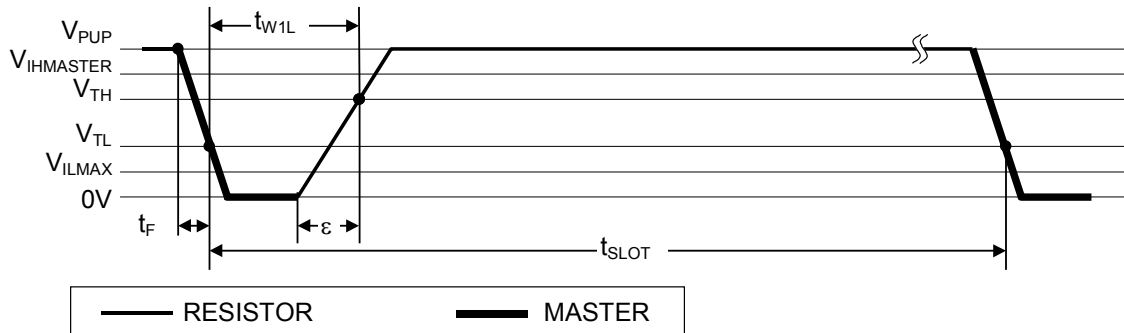 t_W1L
V_PUP
V_IHMASTER
V_TH
V_TL
V_ILMAX
0V
t_F
ε
t_SLOT
RESISTOR MASTER